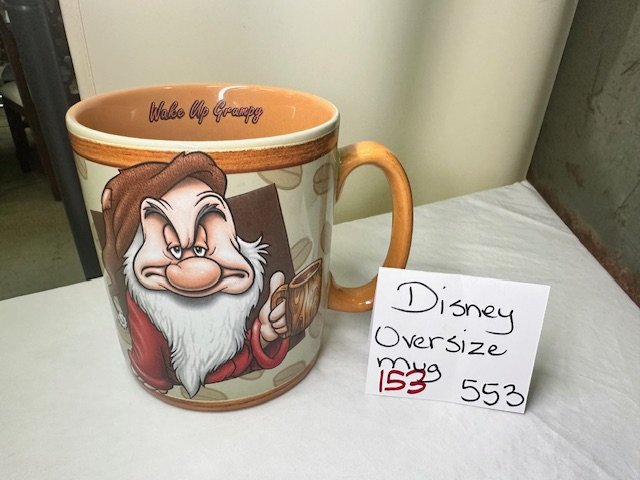 Wake Up Grumpy
Disney
Oversize
mug
153 553